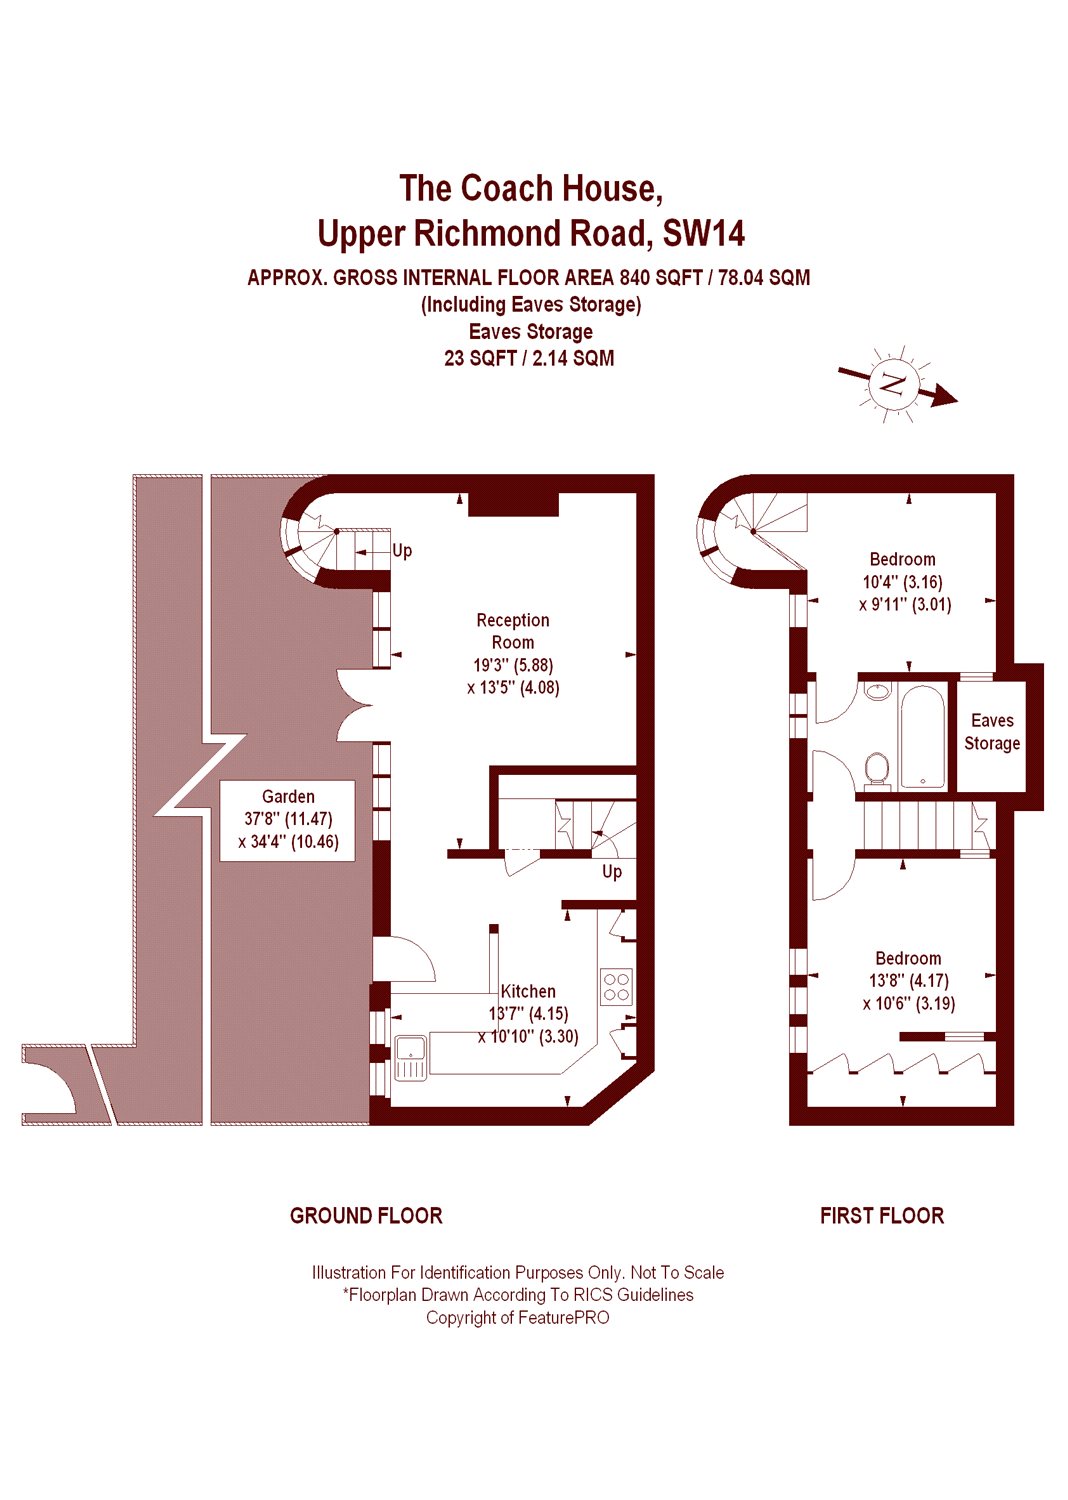 The Coach House,
Upper Richmond Road, SW14
APPROX. GROSS INTERNAL FLOOR AREA 840 SQFT / 78.04 SQM
(Including Eaves Storage)
Eaves Storage
23 SQFT / 2.14 SQM
N
Up
Reception
Room
19'3" (5.88)
x 13'5" (4.08)
Garden
37'8" (11.47)
x 34'4" (10.46)
Up
Kitchen
13'7" (4.15)
x 10'10" (3.30)
Bedroom
10'4" (3.16)
x 9'11" (3.01)
Eaves
Storage
Bedroom
13'8" (4.17)
x 10'6" (3.19)
GROUND FLOOR
FIRST FLOOR
Illustration For Identification Purposes Only. Not To Scale
*Floorplan Drawn According To RICS Guidelines
Copyright of FeaturePRO